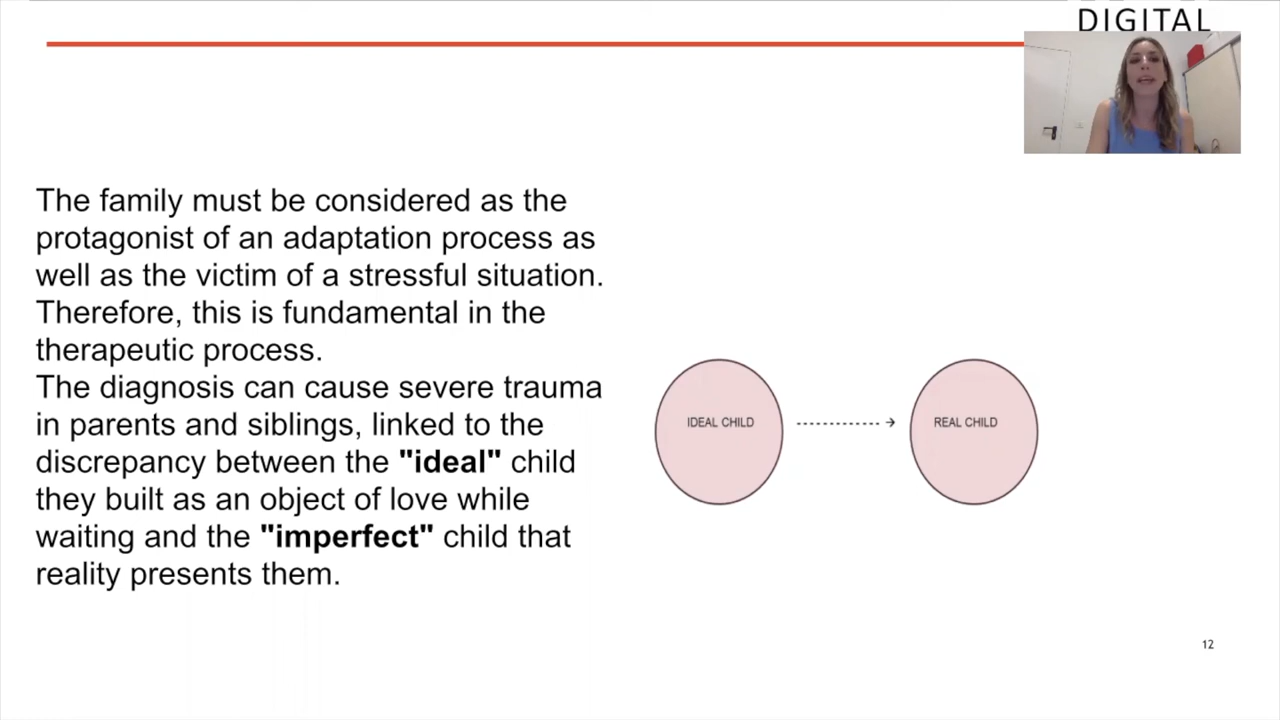 DIGITAL
The family must be considered as the
protagonist of an adaptation process as
well as the victim of a stressful situation.
Therefore, this is fundamental in the
therapeutic process.
The diagnosis can cause severe trauma
in parents and siblings, linked to the
discrepancy between the "ideal" child
they built as an object of love while
waiting and the "imperfect" child that
reality presents them.
IDEAL CHILD
REAL CHILD
12